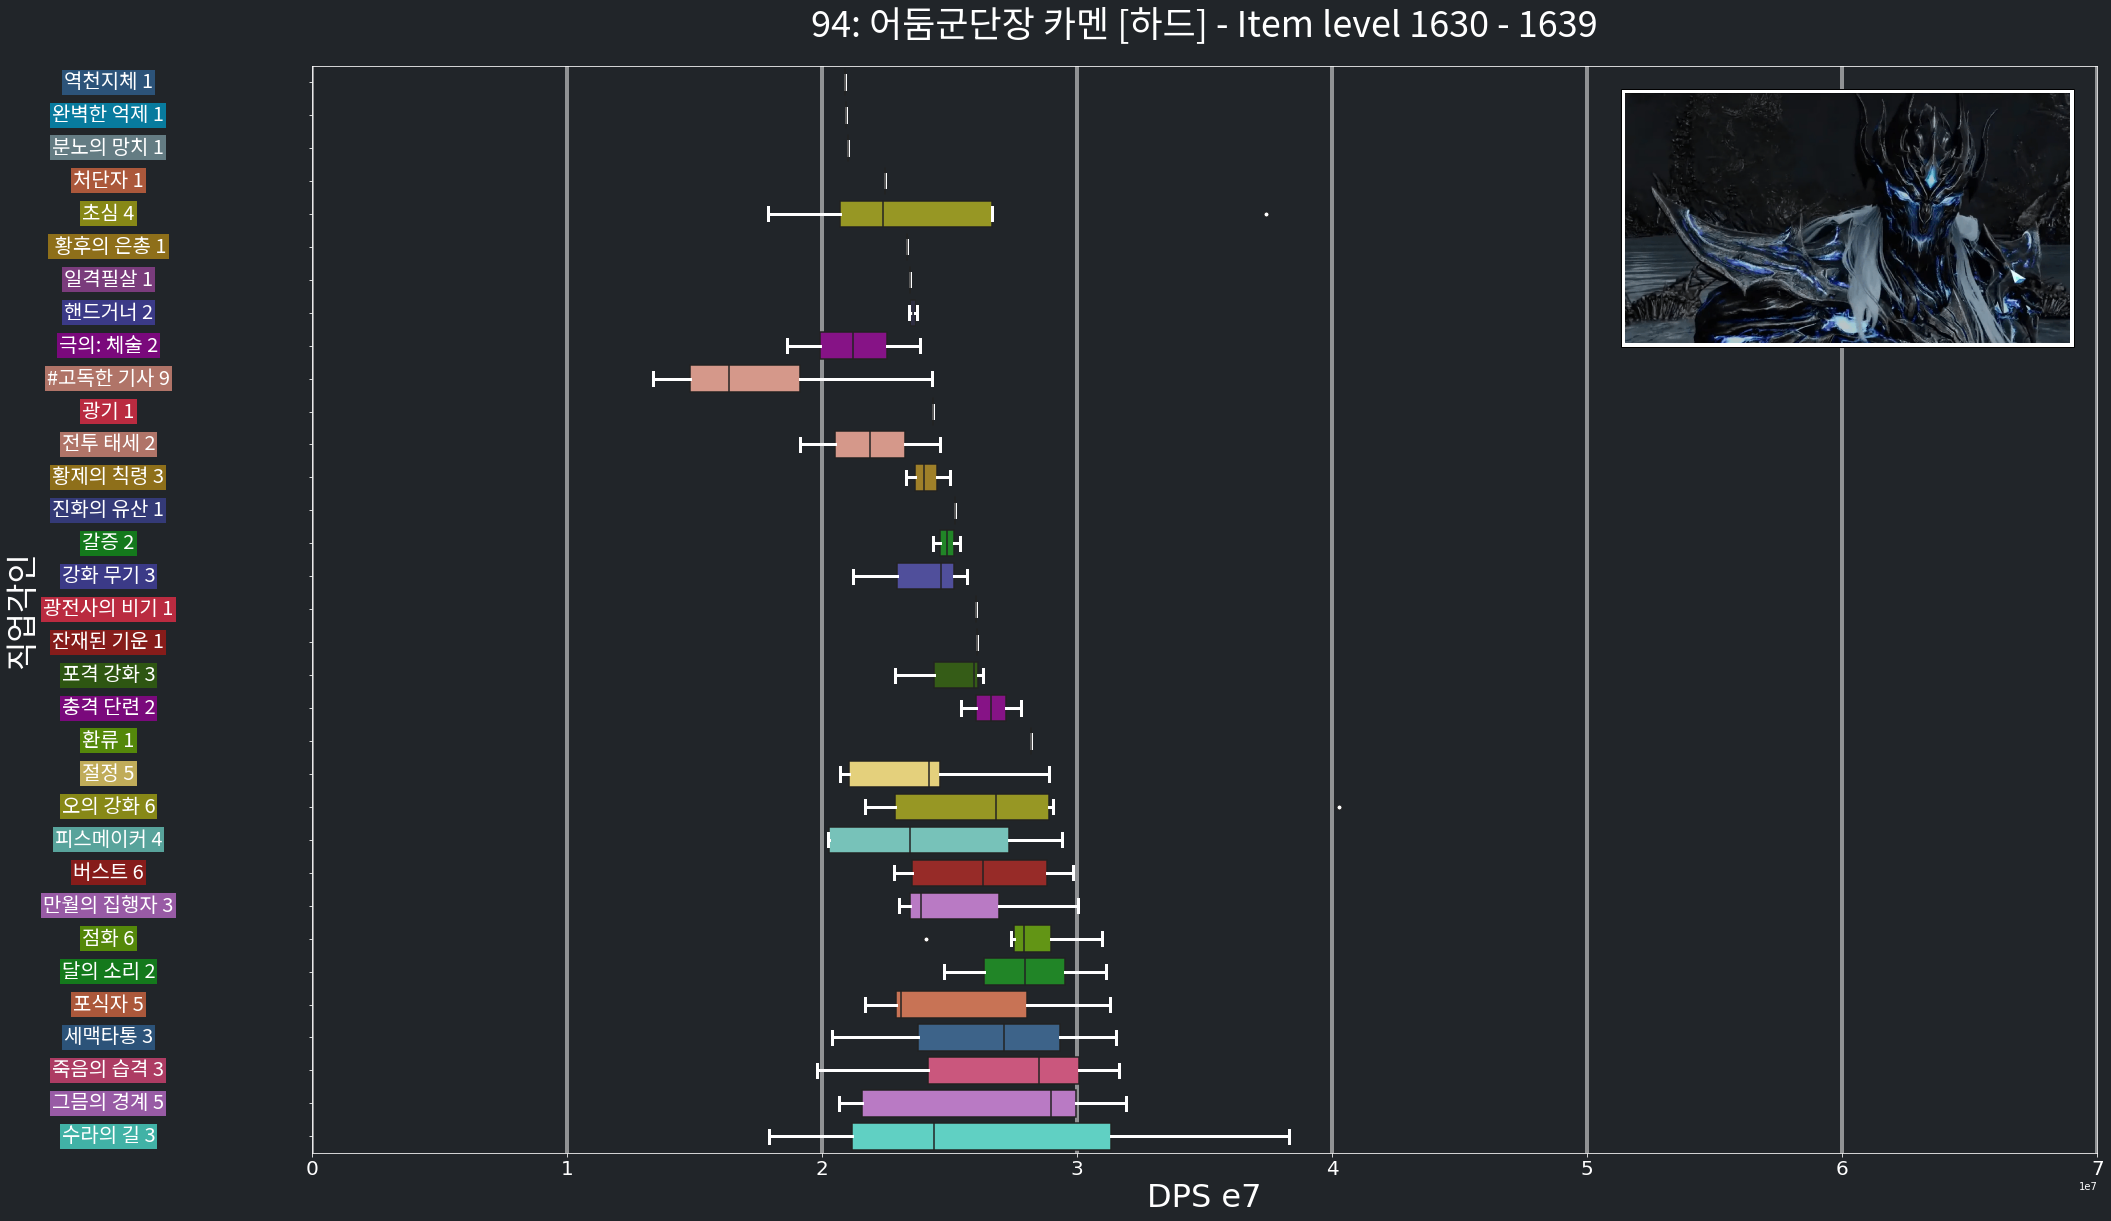 94: 어둠군단장 카멘 [하드] - Item level 1630 - 1639
역천지체 1
완벽한 억제 1
분노의 망치 1
처단자 1
초심 4
황후의 은총 1
일격필살 1
핸드거너 2
극의: 체술 2
#고독한 기사 9
광기 1
전투 태세 2
황제의 칙령 3
진화의 유산 1
갈증 2
강화 무기 3
광전사의 비기 1
잔재된 기운 1
포격 강화 3
충격 단련 2
환류 1
절정 5
오의 강화 6
피스메이커 4
버스트 6
만월의 집행자 3
점화 6
달의 소리 2
포식자 5
세맥타통 3
죽음의 습격 3
그믐의 경계 5
수라의 길 3
직업각인
0 1 2 3 4 5 6 7
1e7
DPS e7